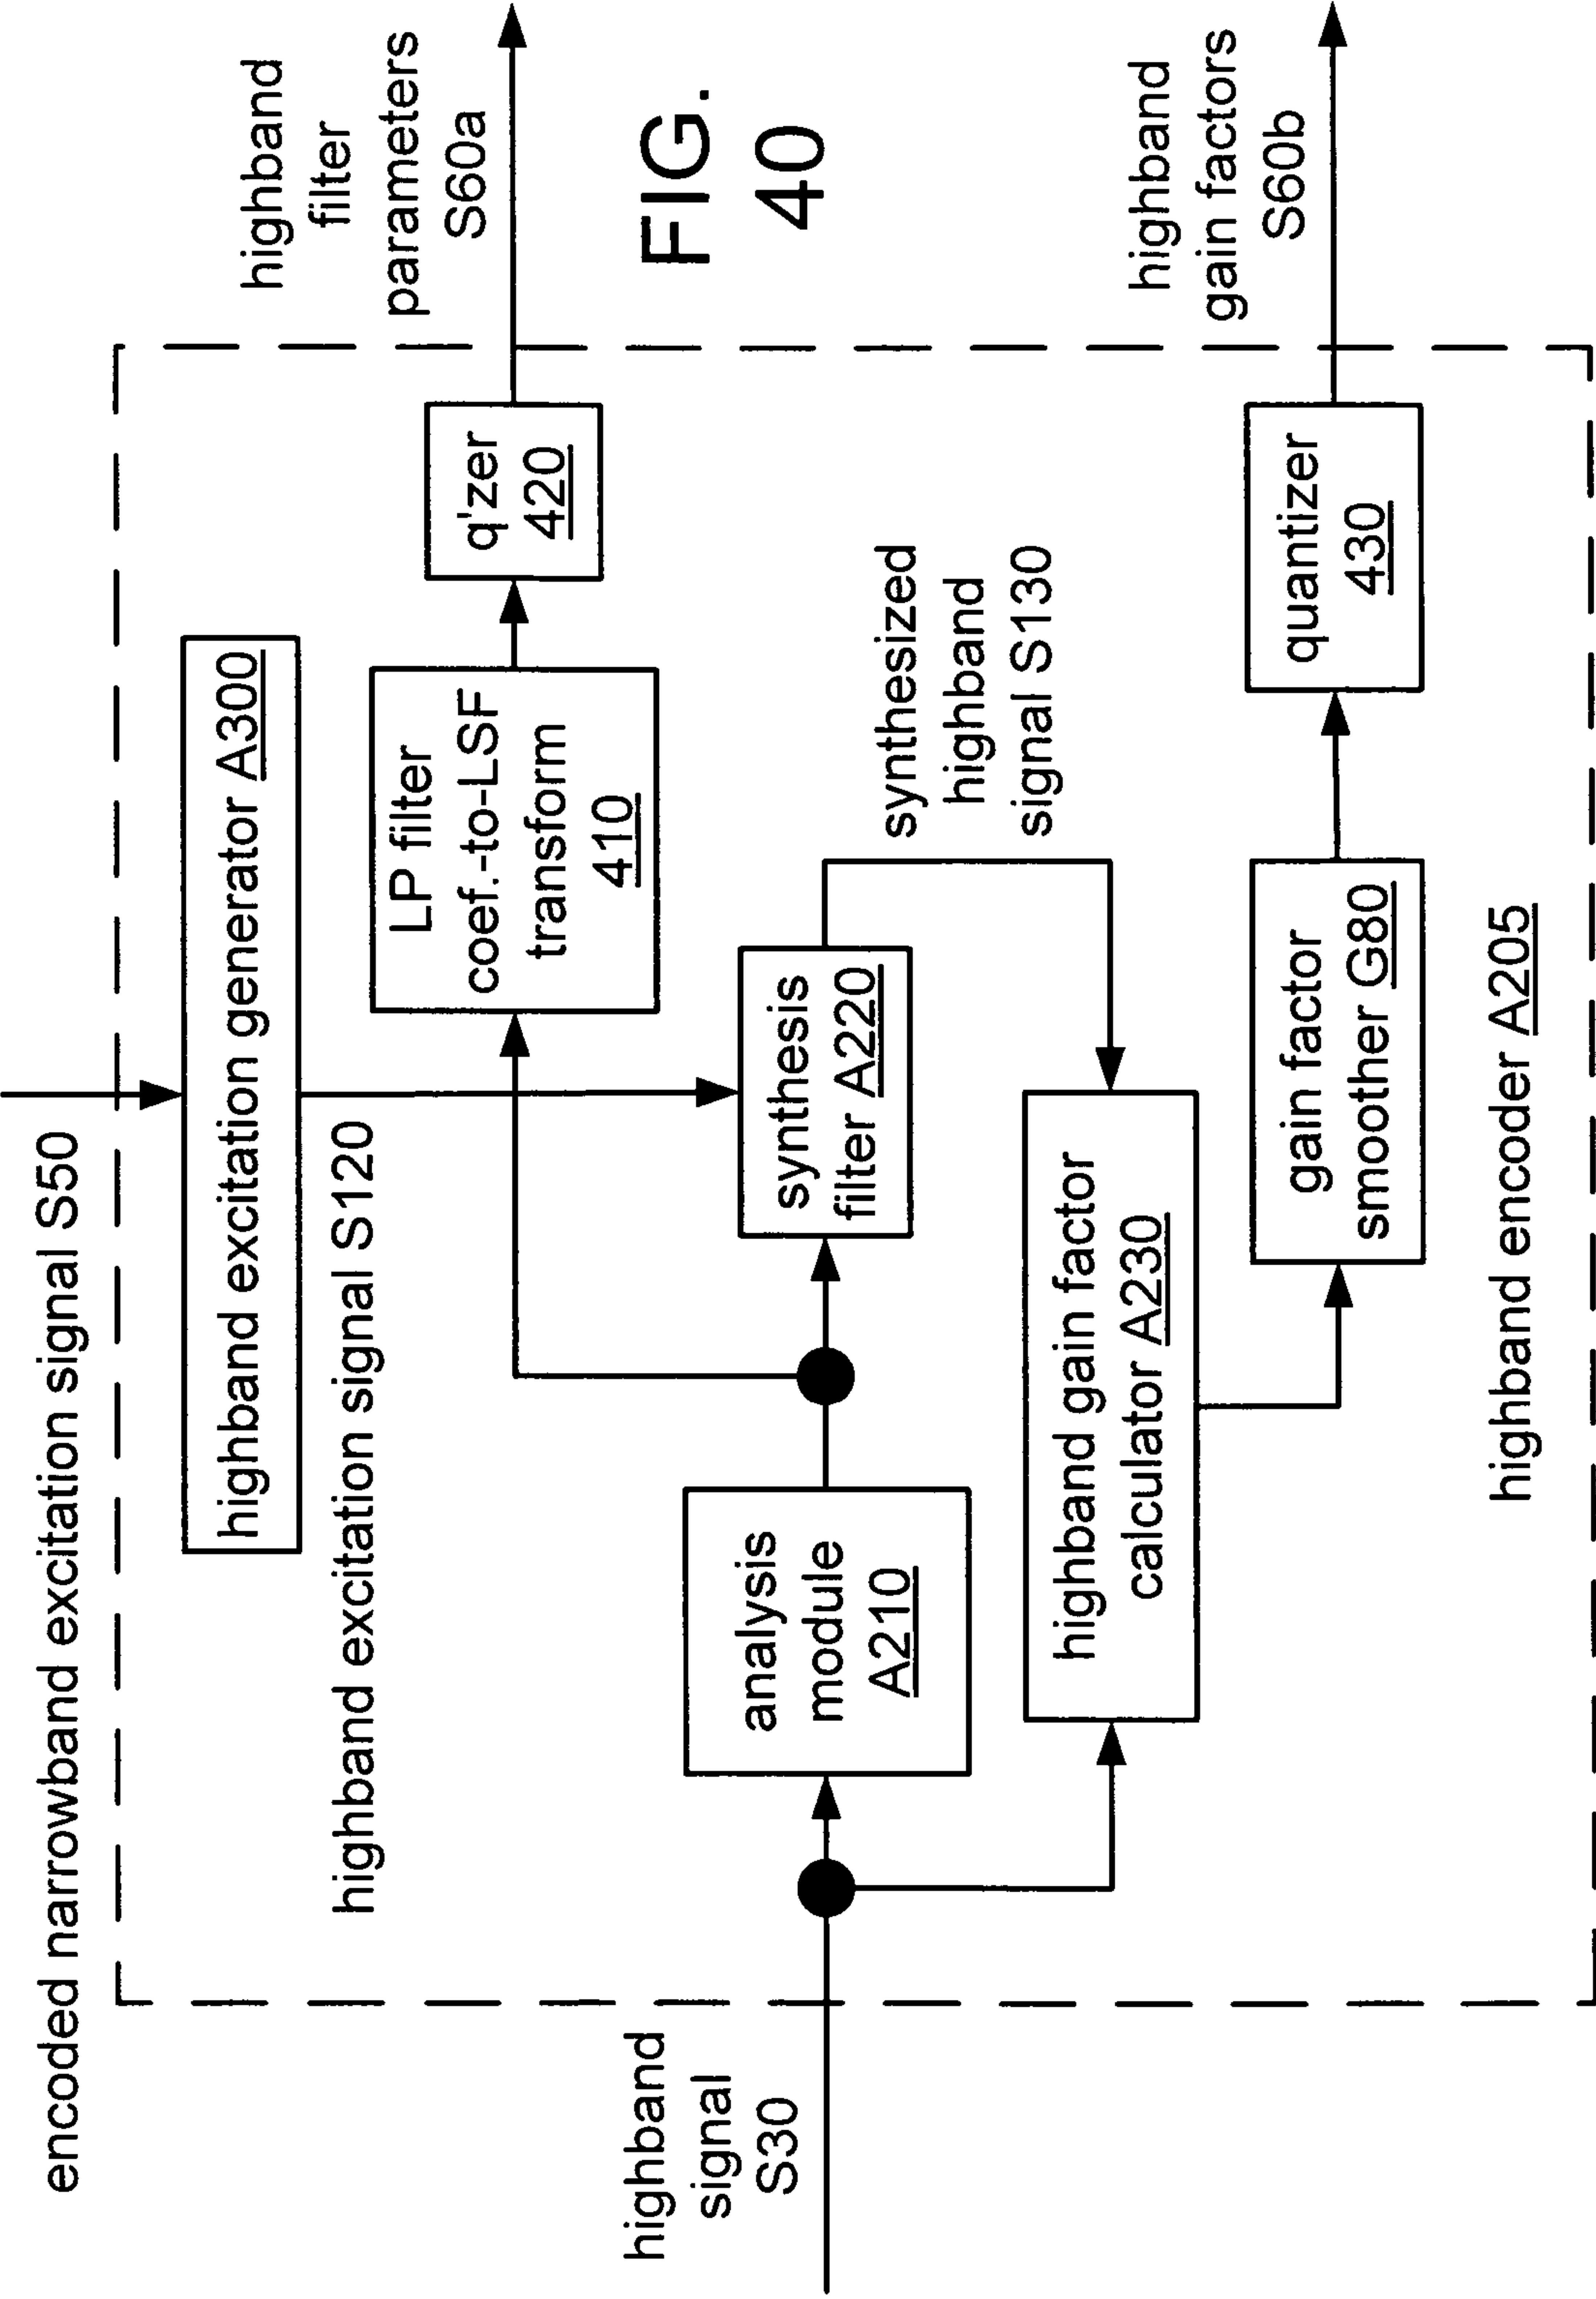 encoded narrowband excitation signal S50
highband excitation generator A300
highband excitation signal S120
highband
filter
parameters
S60a
LP filter
coef.-to-LSF
transform
410
q'zer
420
FIG.
40
highband
signal
S30
analysis
module
A210
synthesis
filter A220
synthesized
highband
signal S130
highband gain factor
calculator A230
gain factor
smoother G80
quantizer
430
highband
gain factors
S60b
highband encoder A205